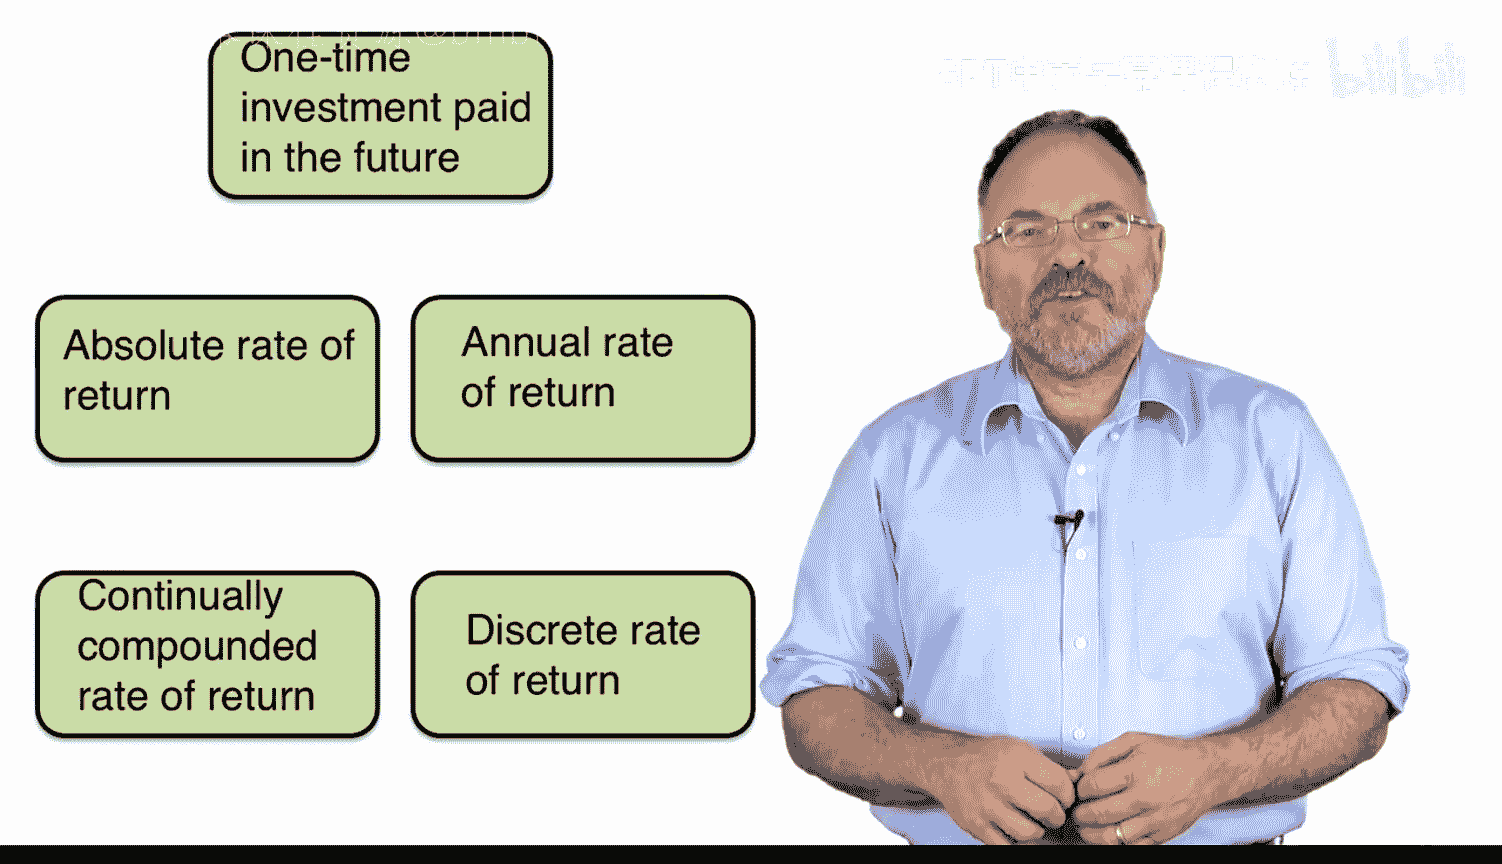 One-time
investment paid
in the future
Absolute rate of
return
Annual rate
of return
Continually
compounded
rate of return
Discrete rate
of return
bilibili